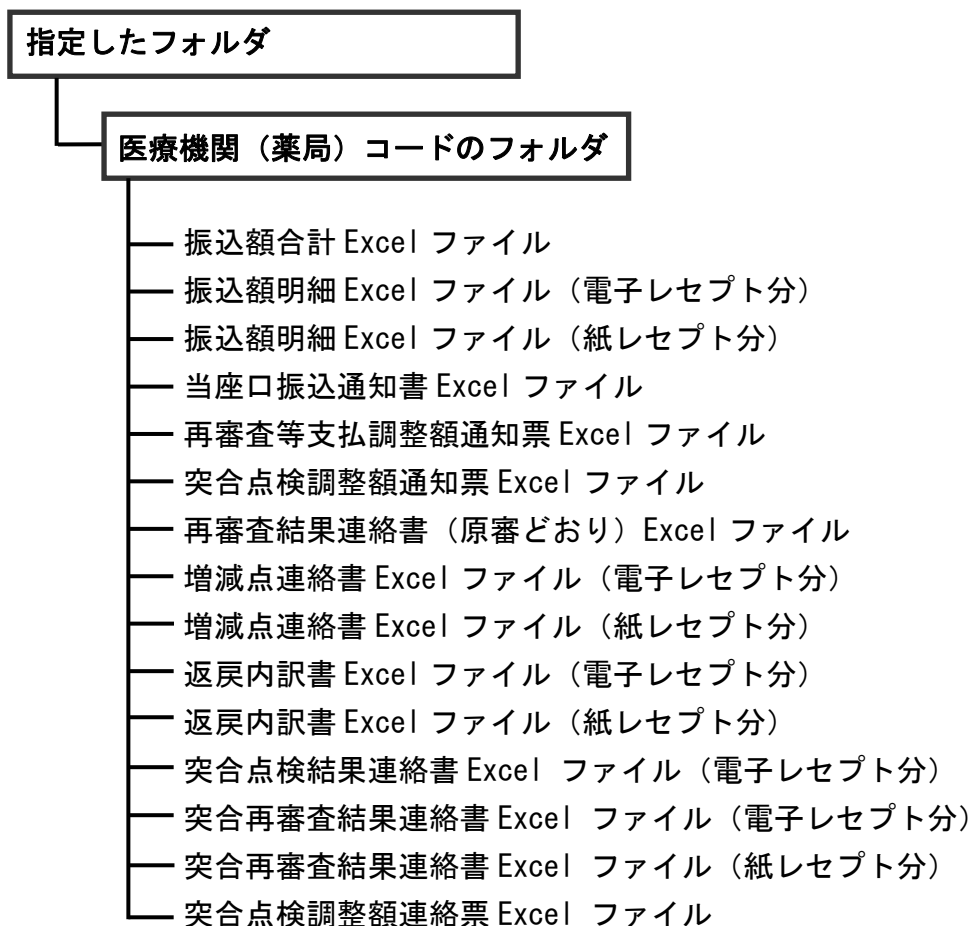 指定したフォルダ
医療機関（薬局）コードのフォルダ
振込額合計 Excel ファイル
振込額明細 Excel ファイル（電子レセプト分）
振込額明細 Excel ファイル（紙レセプト分）
当座口振込通知書 Excel ファイル
再審査等支払調整額通知票 Excel ファイル
突合点検調整額通知票 Excel ファイル
再審査結果連絡書（原審どおり）Excel ファイル
増減点連絡書 Excel ファイル（電子レセプト分）
増減点連絡書 Excel ファイル（紙レセプト分）
返戻内訳書 Excel ファイル（電子レセプト分）
返戻内訳書 Excel ファイル（紙レセプト分）
突合点検結果連絡書 Excel ファイル（電子レセプト分）
突合再審査結果連絡書 Excel ファイル（電子レセプト分）
突合再審査結果連絡書 Excel ファイル（紙レセプト分）
突合点検調整額連絡票 Excel ファイル